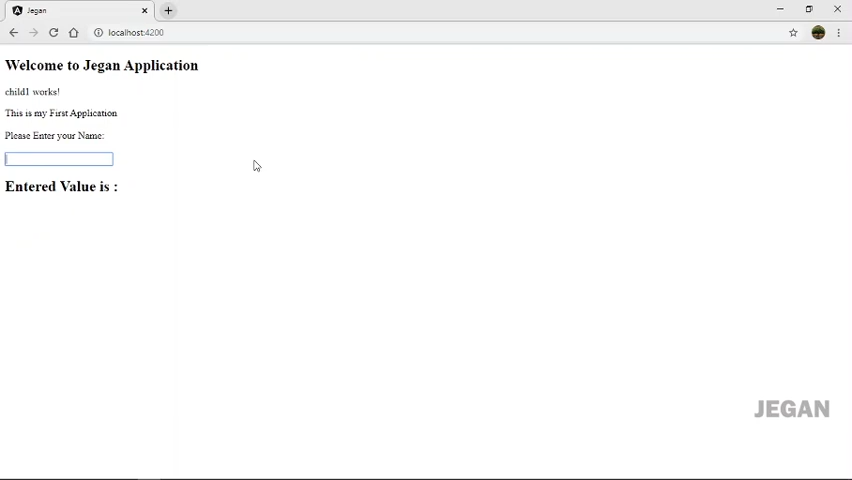 Jegan
localhost:4200
Welcome to Jegan Application
child1 works!
This is my First Application
Please Enter your Name:
Entered Value is :
JEGAN